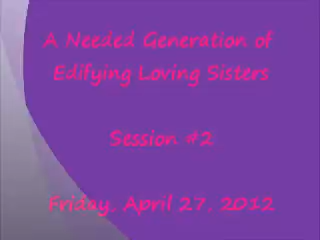 A Needed Generation of
Edifying Loving Sisters
Session #2
Friday, April 27, 2012